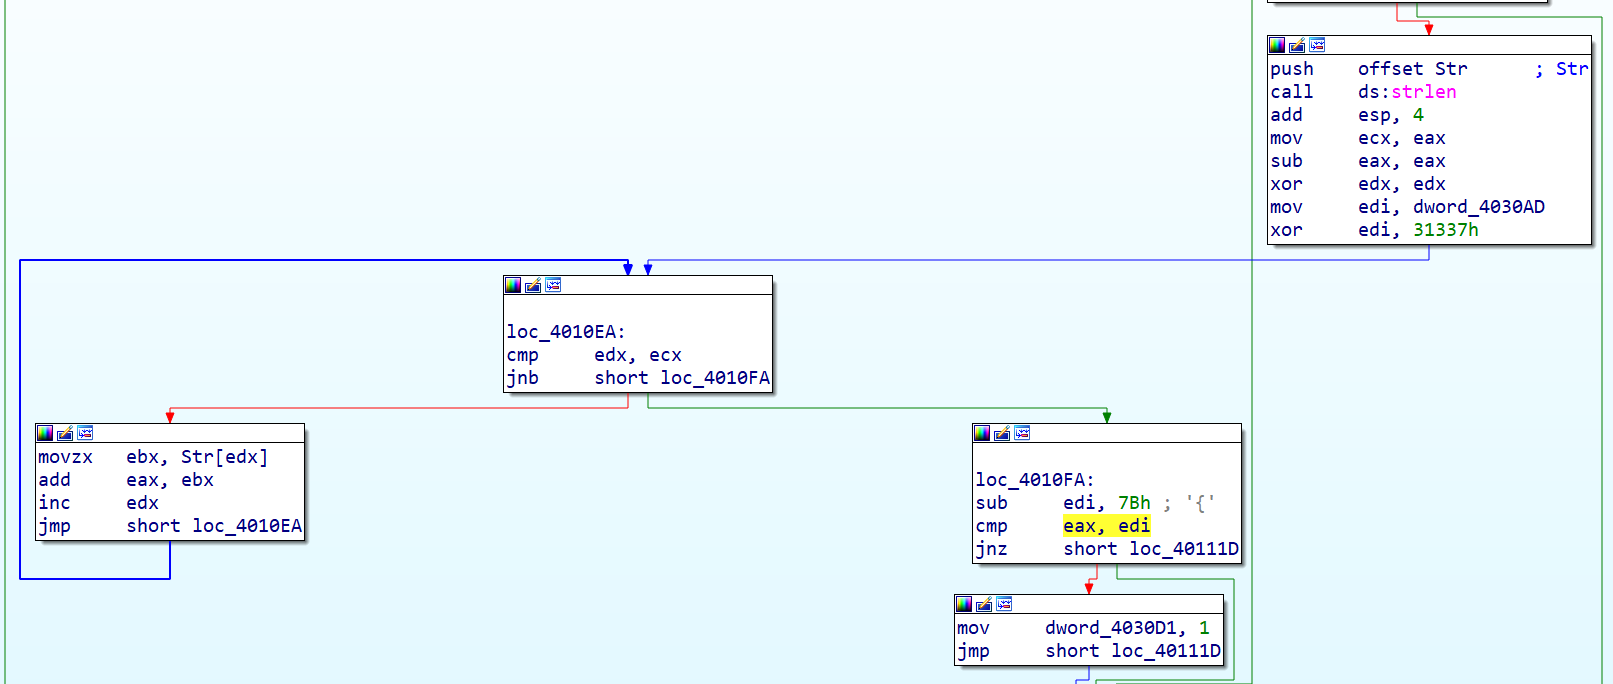 push offset Str ; Str
call ds:strlen
add esp, 4
mov ecx, eax
sub eax, eax
xor edx, edx
mov edi, dword_4030AD
xor edi, 31337h
loc_4010EA:
cmp edx, ecx
jnb short loc_4010FA
movzx ebx, Str[edx]
add eax, ebx
inc edx
jmp short loc_4010EA
loc_4010FA:
sub edi, 7Bh ; '{'
cmp eax, edi
jnz short loc_40111D
mov dword_4030D1, 1
jmp short loc_40111D